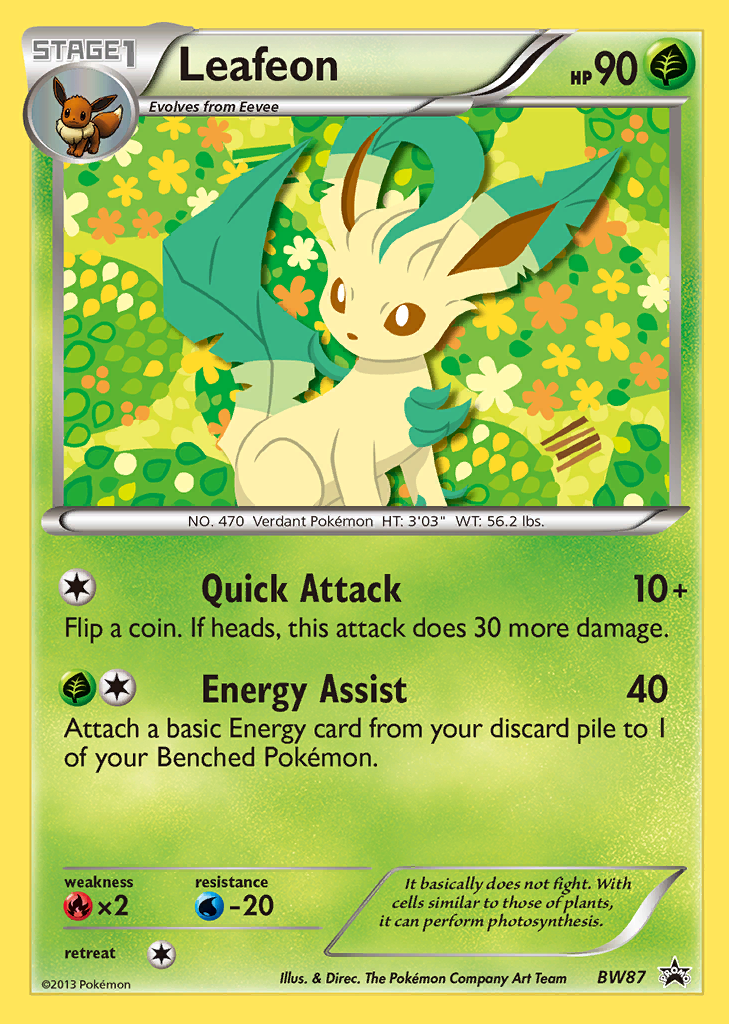 STAGE1
Leafeon
HP 90
Evolves from Eevee
NO. 470 Verdant Pokémon HT: 3'03" WT: 56.2 lbs.
Quick Attack 10+
Flip a coin. If heads, this attack does 30 more damage.
Energy Assist 40
Attach a basic Energy card from your discard pile to 1
of your Benched Pokémon.
weakness resistance
×2 -20
It basically does not fight. With
cells similar to those of plants,
it can perform photosynthesis.
retreat
©2013 Pokémon
Illus. & Direc. The Pokémon Company Art Team
BW87 PROMO